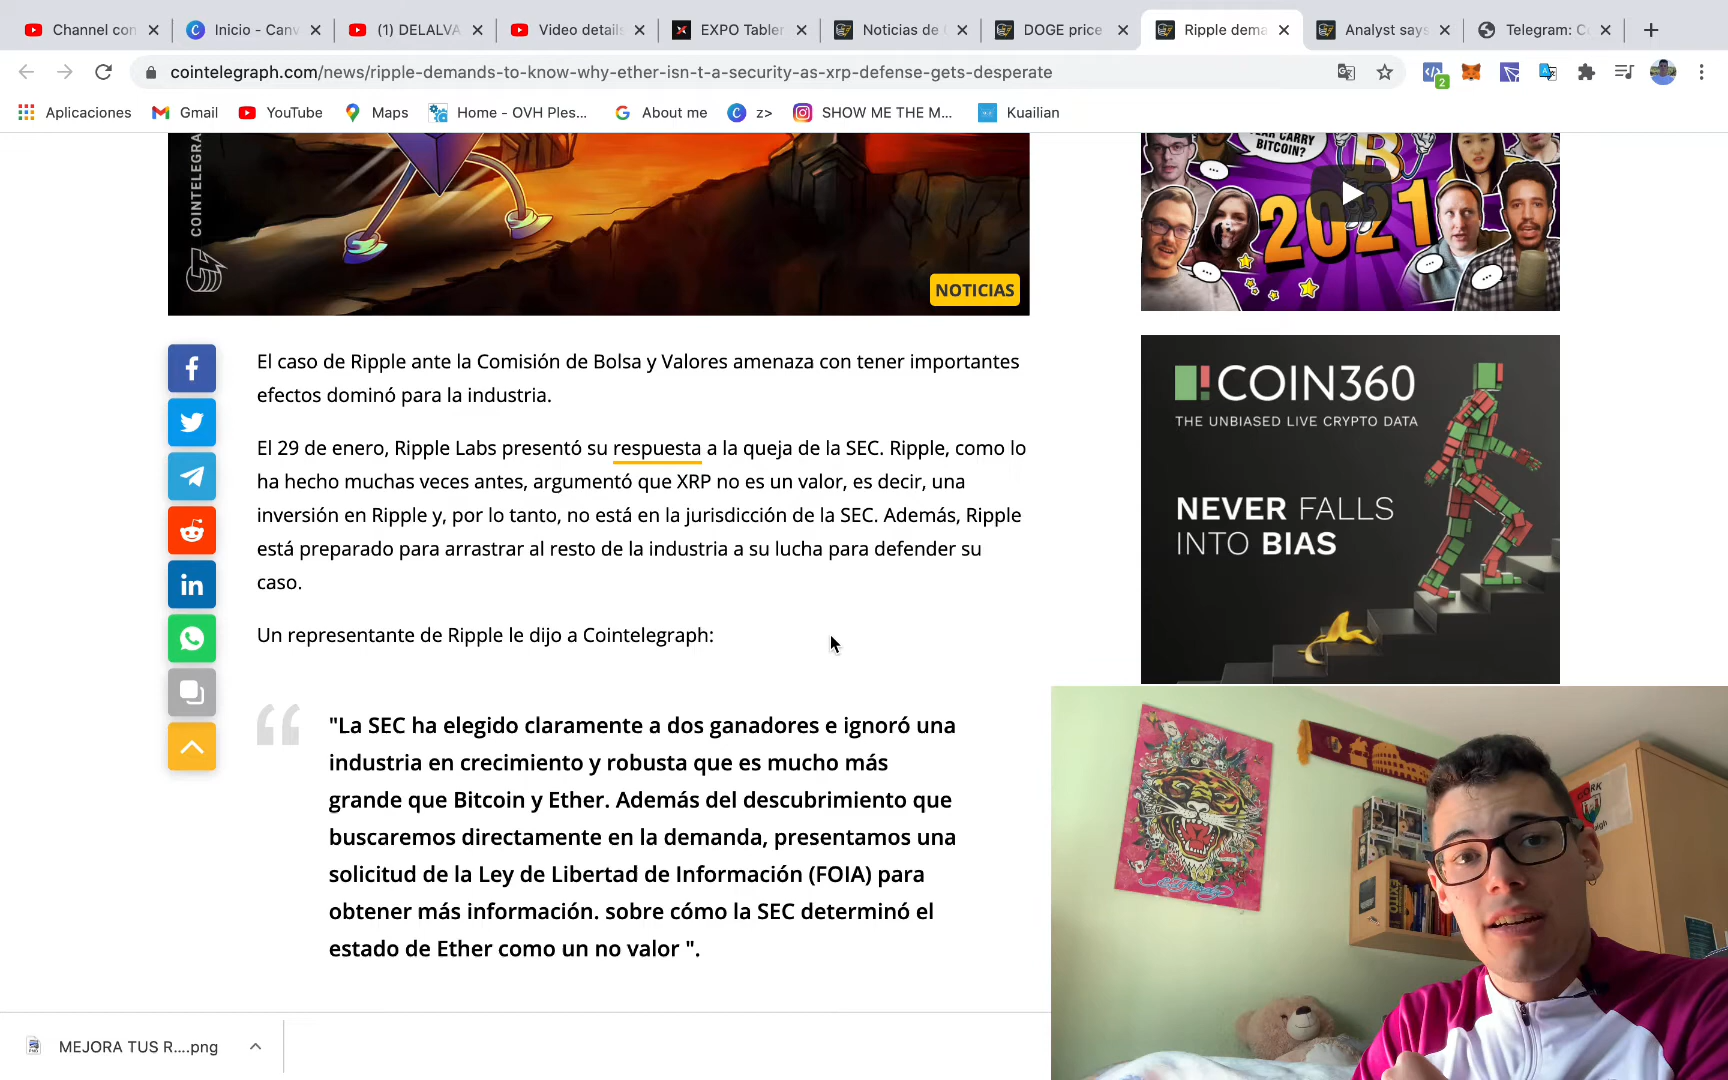 Channel con
Inicio - Canv
(1) DELALVA
Video details
EXPO Tabler
Noticias de
DOGE price
Ripple dema
Analyst says
Telegram: Co
cointelegraph.com/news/ripple-demands-to-know-why-ether-isn-t-a-security-as-xrp-defense-gets-desperate
2
Aplicaciones
Gmail
YouTube
Maps
Home - OVH Ples...
About me
z>
SHOW ME THE M...
Kuailian
COINTELEGRA
NOTICIAS
CARRY
BITCOIN?
2021
El caso de Ripple ante la Comisión de Bolsa y Valores amenaza con tener importantes
efectos dominó para la industria.
El 29 de enero, Ripple Labs presentó su respuesta a la queja de la SEC. Ripple, como lo
ha hecho muchas veces antes, argumentó que XRP no es un valor, es decir, una
inversión en Ripple y, por lo tanto, no está en la jurisdicción de la SEC. Además, Ripple
está preparado para arrastrar al resto de la industria a su lucha para defender su
caso.
Un representante de Ripple le dijo a Cointelegraph:
"La SEC ha elegido claramente a dos ganadores e ignoró una
industria en crecimiento y robusta que es mucho más
grande que Bitcoin y Ether. Además del descubrimiento que
buscaremos directamente en la demanda, presentamos una
solicitud de la Ley de Libertad de Información (FOIA) para
obtener más información. sobre cómo la SEC determinó el
estado de Ether como un no valor ".
COIN360
THE UNBIASED LIVE CRYPTO DATA
NEVER FALLS
INTO BIAS
MEJORA TUS R....png